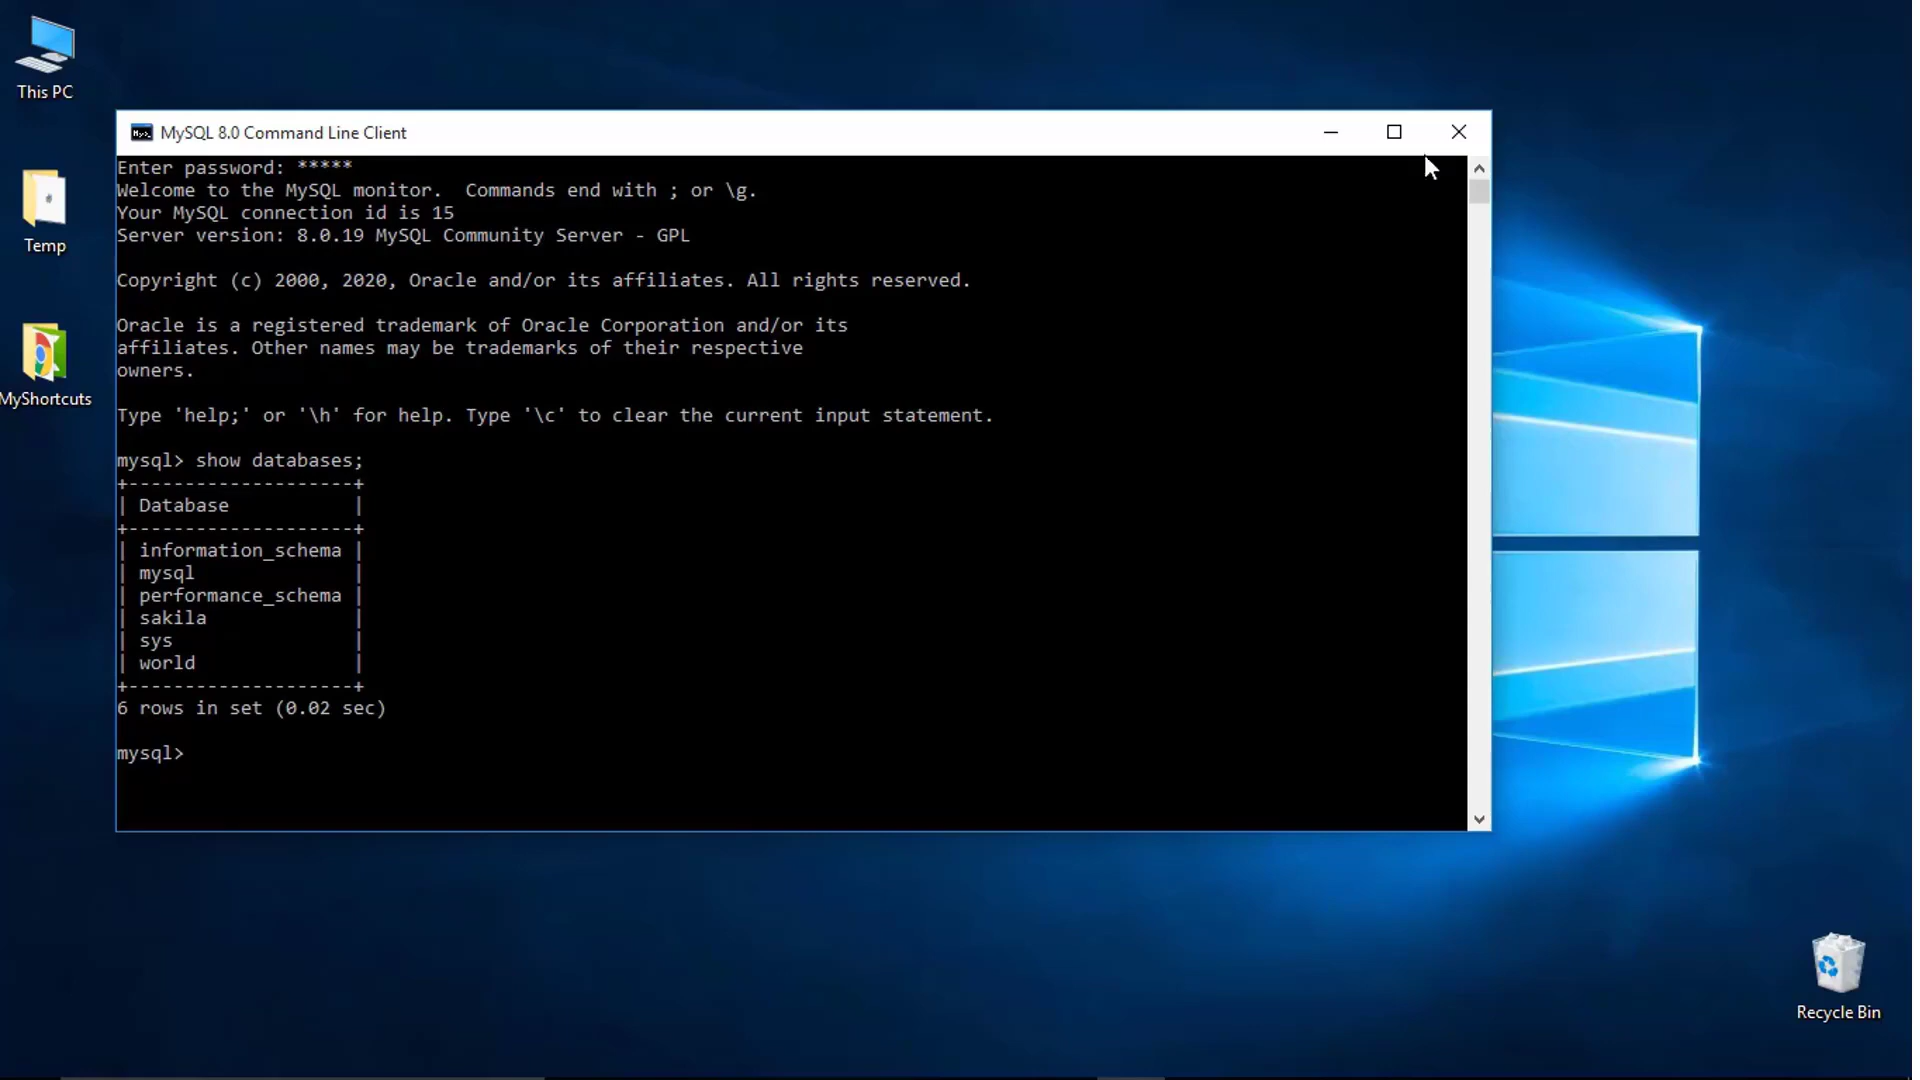 This PC
Temp
MyShortcuts
MySQL 8.0 Command Line Client
Enter password: *****
Welcome to the MySQL monitor.  Commands end with ; or \g.
Your MySQL connection id is 15
Server version: 8.0.19 MySQL Community Server - GPL
Copyright (c) 2000, 2020, Oracle and/or its affiliates. All rights reserved.
Oracle is a registered trademark of Oracle Corporation and/or its
affiliates. Other names may be trademarks of their respective
owners.
Type 'help;' or '\h' for help. Type '\c' to clear the current input statement.
mysql> show databases;
+--------------------+
| Database           |
+--------------------+
| information_schema |
| mysql              |
| performance_schema |
| sakila             |
| sys                |
| world              |
+--------------------+
6 rows in set (0.02 sec)
mysql>
Recycle Bin